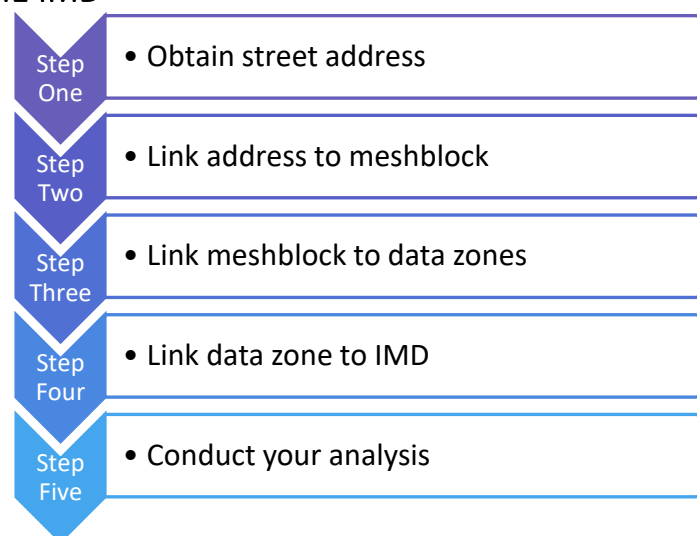 Step
One
• Obtain street address
Step
Two
• Link address to meshblock
Step
Three
• Link meshblock to data zones
Step
Four
• Link data zone to IMD
Step
Five
• Conduct your analysis